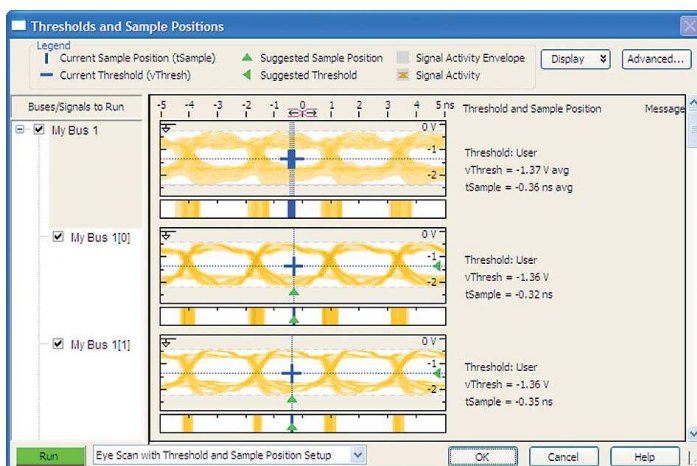 Thresholds and Sample Positions
Legend
Current Sample Position (tSample)
Suggested Sample Position
Signal Activity Envelope
Current Threshold (vThresh)
Suggested Threshold
Signal Activity
Display
Advanced...
Buses/Signals to Run
-5 -4 -3 -2 -1 0 1 2 3 4 5 ns
Threshold and Sample Position
Message
My Bus 1
0 V
-1
-2
Threshold: User
vThresh = -1.37 V avg
tSample = -0.36 ns avg
My Bus 1[0]
0 V
-1
-2
Threshold: User
vThresh = -1.36 V
tSample = -0.32 ns
My Bus 1[1]
0 V
-1
-2
Threshold: User
vThresh = -1.36 V
tSample = -0.35 ns
Run
Eye Scan with Threshold and Sample Position Setup
OK
Cancel
Help